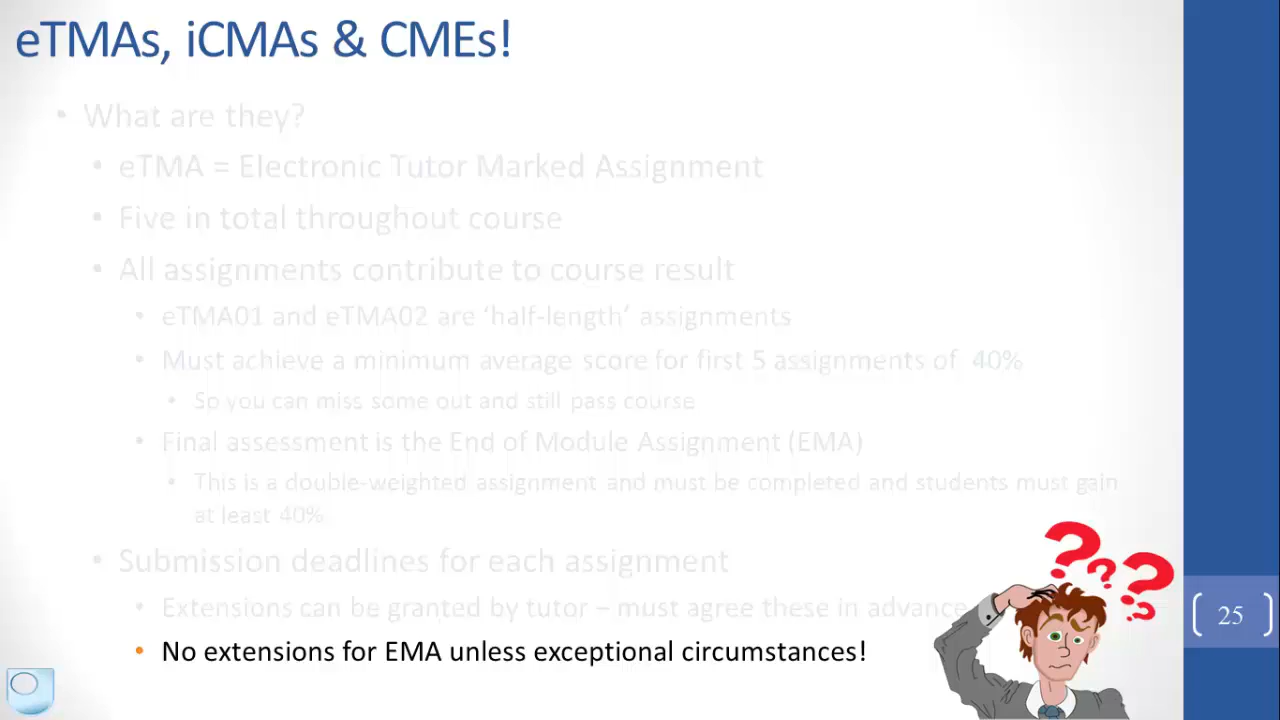 eTMAs, iCMAs & CMEs!
• What are they?
• eTMA = Electronic Tutor Marked Assignment
• Five in total throughout course
• All assignments contribute to course result
• eTMA01 and eTMA02 are ‘half-length’ assignments
• Must achieve a minimum average score for first 5 assignments of 40%
• So you can miss some out and still pass course
• Final assessment is the End of Module Assignment (EMA)
• This is a double-weighted assignment and must be completed and students must gain
at least 40%
• Submission deadlines for each assignment
• Extensions can be granted by tutor – must agree these in advance
• No extensions for EMA unless exceptional circumstances!
???
25